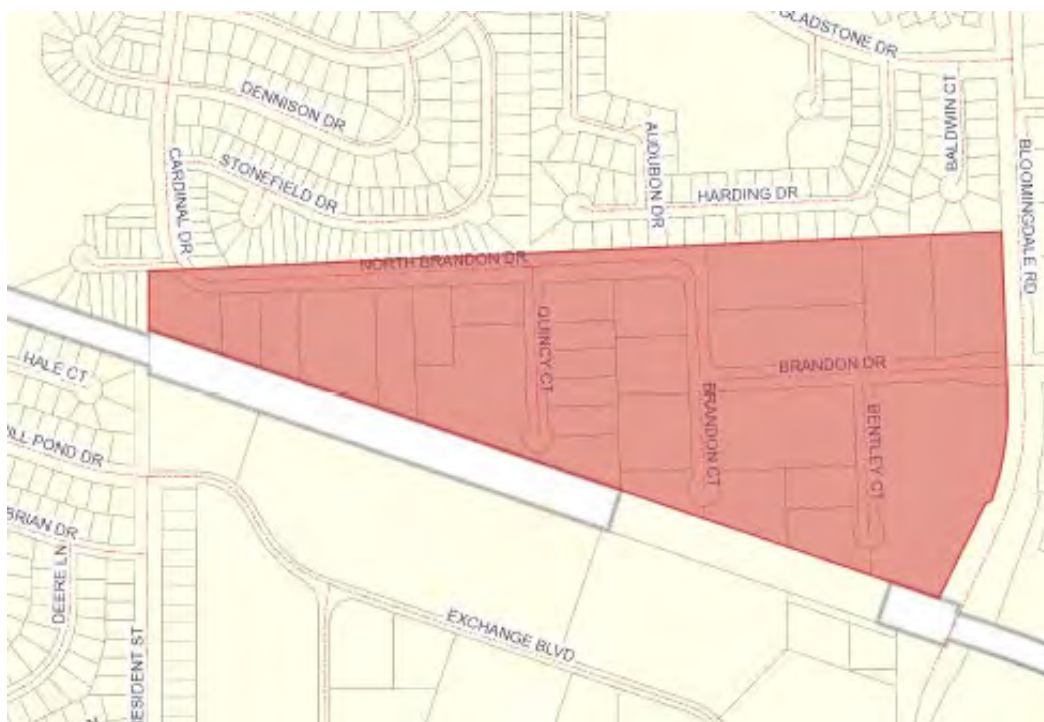 GLADSTONE DR
DENNISON DR
BALDWIN CT
AUDUBON DR
BLOOMINGDALE RD
CARDINAL DR
STONEFIELD DR
HARDING DR
NORTH BRANDON DR
QUINCY CT
HALE CT
BRANDON DR
BRANDON CT
BENTLEY CT
ILL POND DR
BRIAN DR
DEERE LN
EXCHANGE BLVD
RESIDENT ST